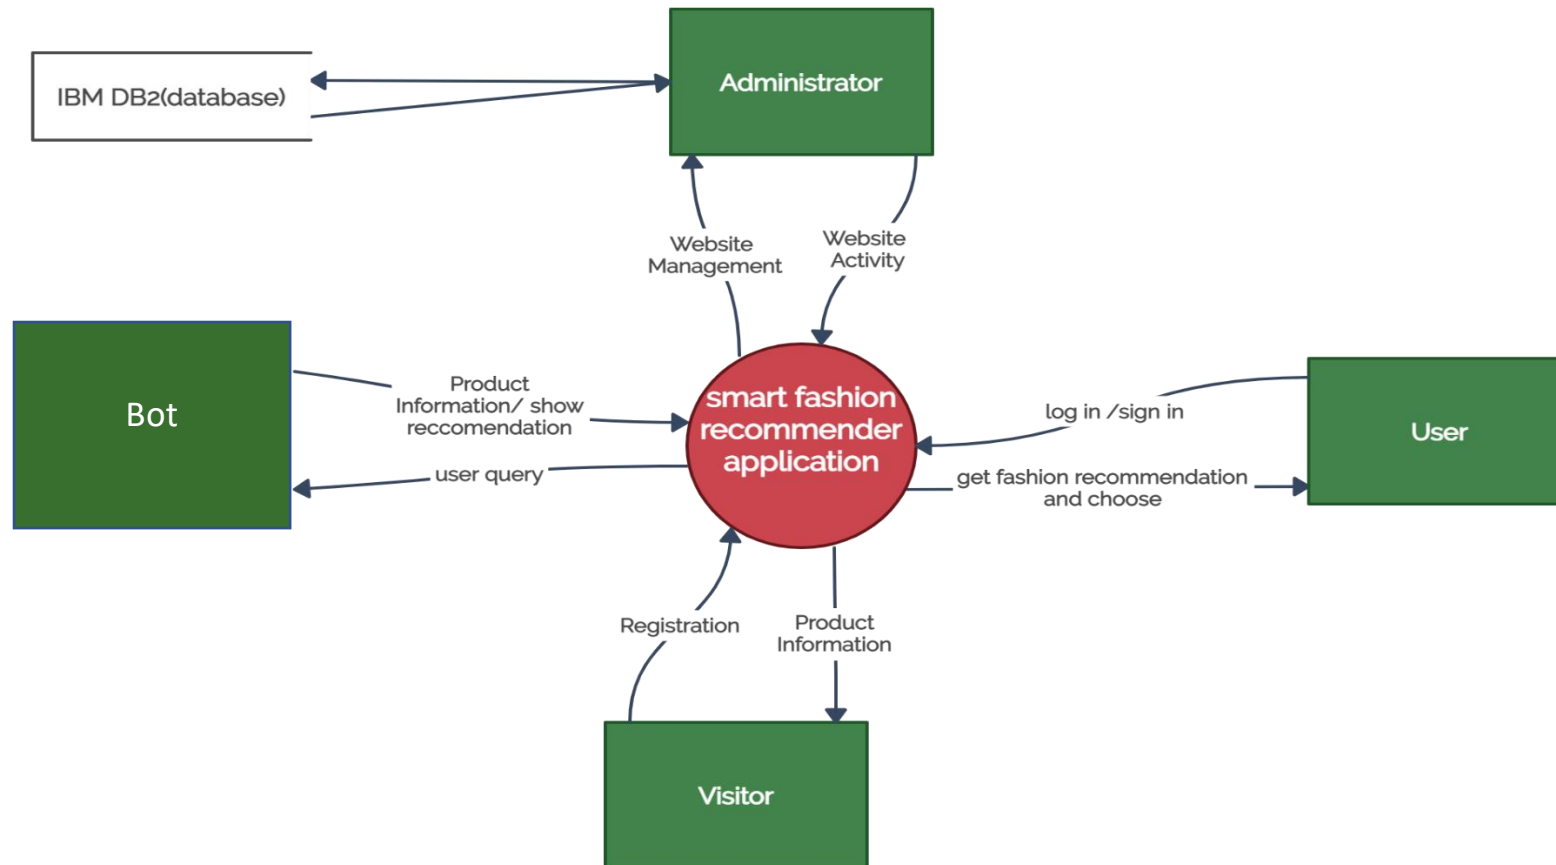 Administrator
IBM DB2(database)
Website
Management
Website
Activity
Bot
Product
Information/ show
reccomendation
user query
smart fashion
recommender
application
log in /sign in
get fashion recommendation
and choose
User
Registration
Product
Information
Visitor